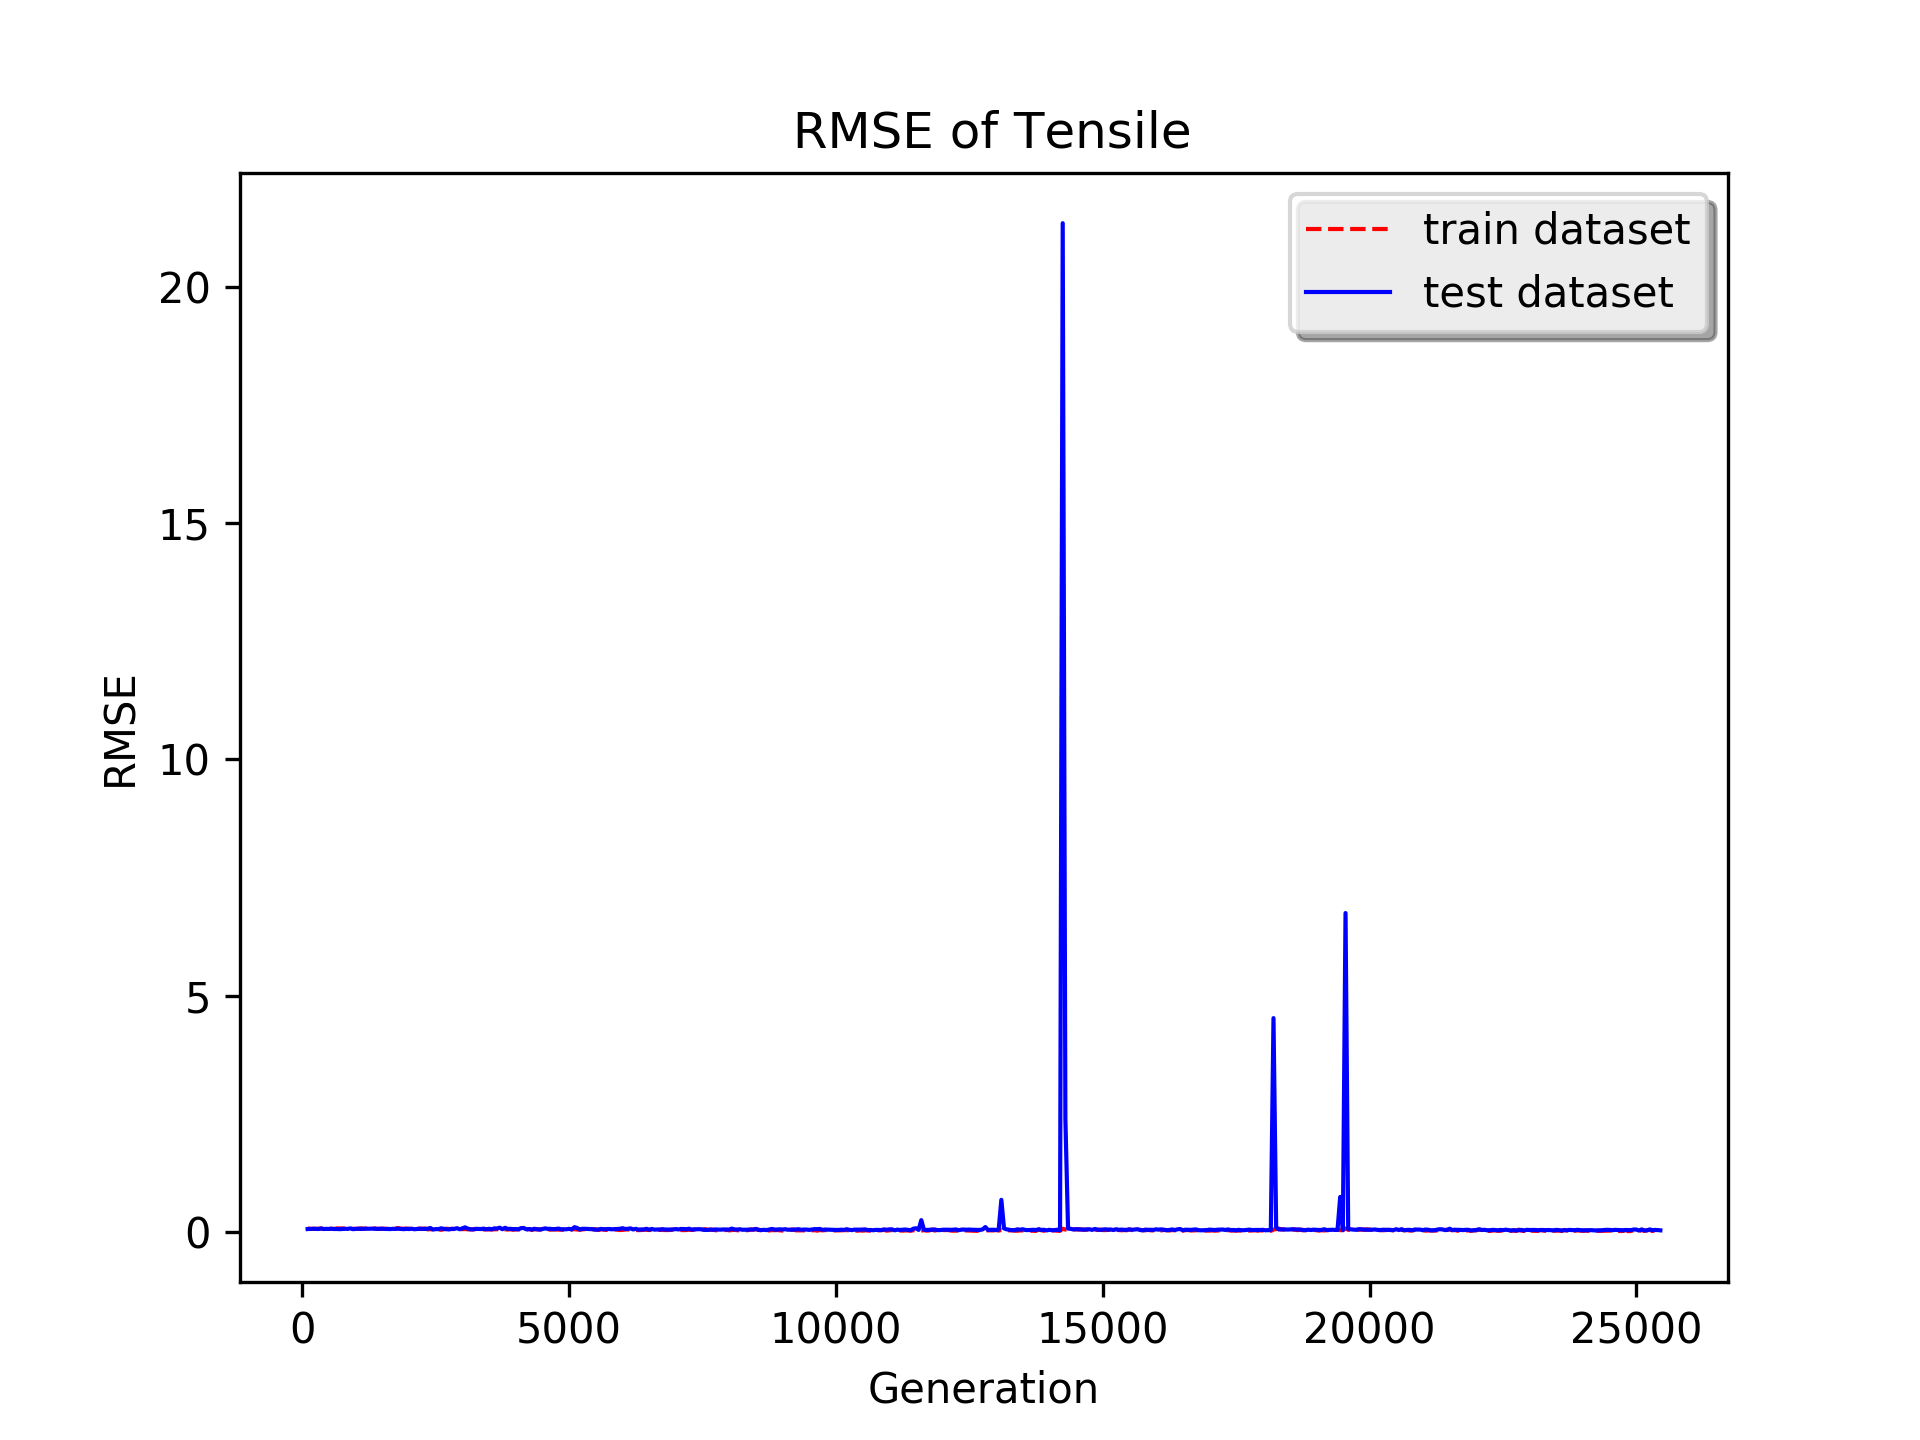 RMSE of Tensile
train dataset
test dataset
20
15
10
5
0
RMSE
0 5000 10000 15000 20000 25000
Generation